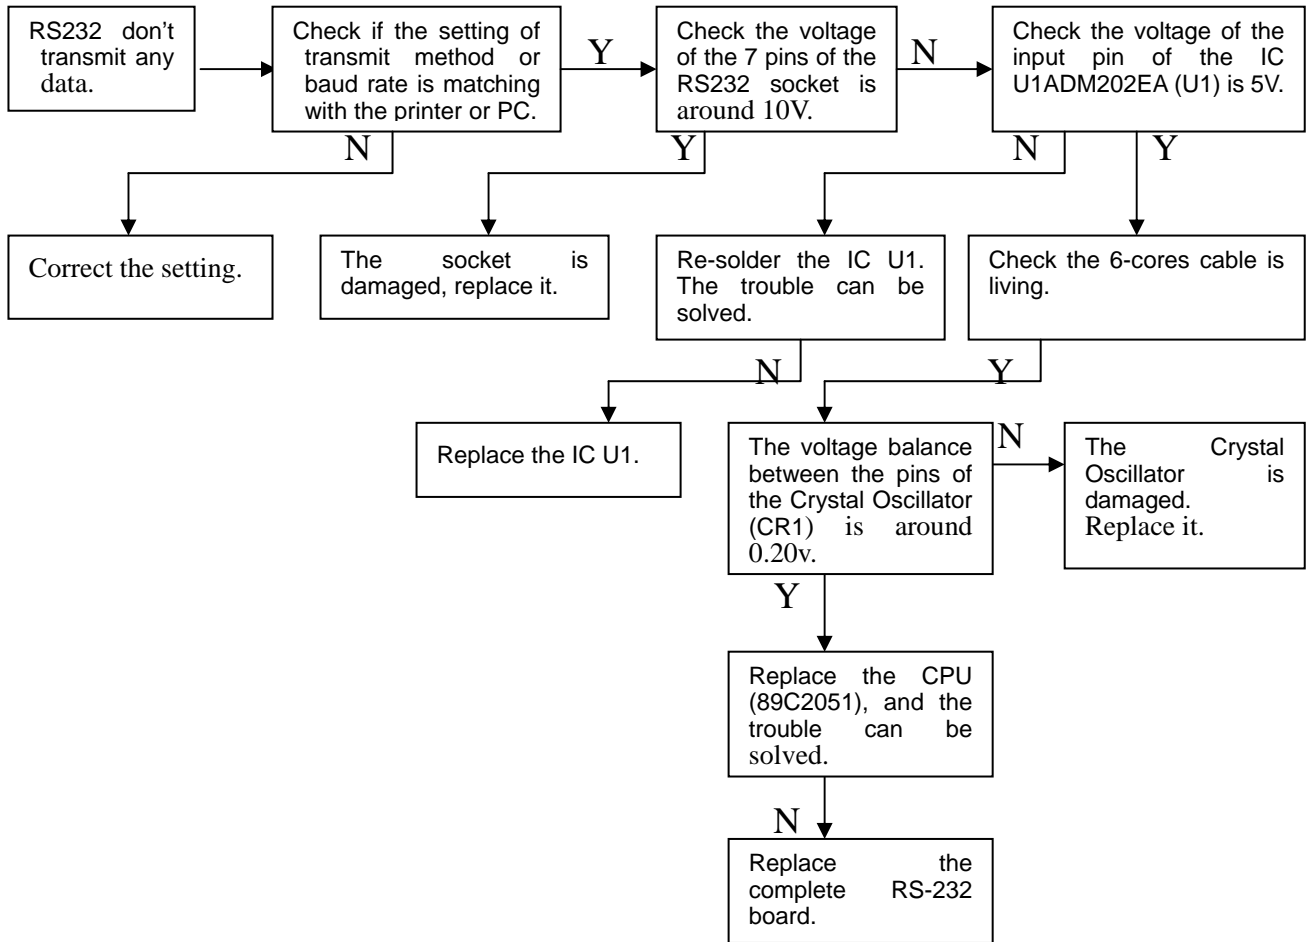 RS232 don't
transmit any
data.
Check if the setting of
transmit method or
baud rate is matching
with the printer or PC.
Y
Check the voltage
of the 7 pins of the
RS232 socket is
around 10V.
N
Check the voltage of the
input pin of the IC
U1ADM202EA (U1) is 5V.
N
Y
N
Y
Correct the setting.
The socket is
damaged, replace it.
Re-solder the IC U1.
The trouble can be
solved.
Check the 6-cores cable is
living.
N
Y
Replace the IC U1.
The voltage balance
between the pins of
the Crystal Oscillator
(CR1) is around
0.20v.
N
The Crystal
Oscillator is
damaged.
Replace it.
Y
Replace the CPU
(89C2051), and the
trouble can be
solved.
N
Replace the
complete RS-232
board.